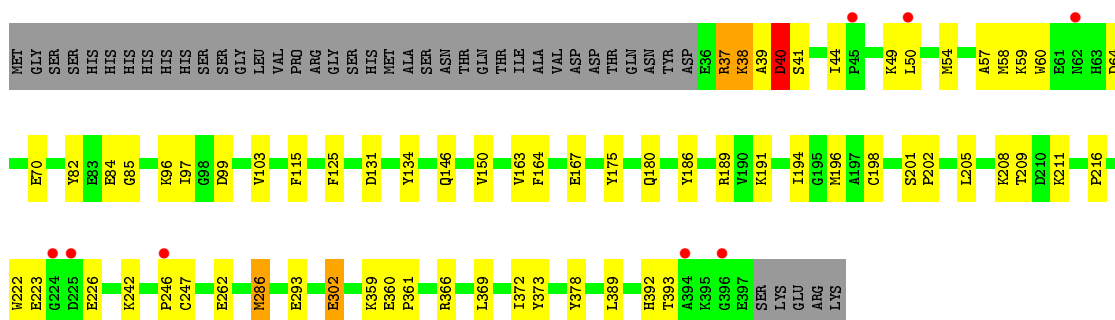 MET GLY SER SER HIS HIS HIS HIS HIS HIS SER SER GLY LEU VAL PRO ARG GLY SER HIS MET ALA SER ASN THR GLN THR ILE ALA VAL ASP ASP THR GLN ASN TYR ASP E36 R37 K38 A39 D40 S41 I44 P45 K49 L50 M54 A57 M58 K59 W60 E61 N62 H63 D64
E70 Y82 E83 E84 G85 K96 I97 G98 D99 V103 F115 F125 D131 Y134 Q146 V150 V163 F164 E167 Y175 Q180 Y186 R189 V190 K191 I194 G195 M196 A197 C198 S201 P202 L205 K208 T209 D210 K211 P216
W222 E223 G224 D225 E226 K242 P246 C247 E262 M286 E293 E302 K359 E360 P361 R366 L369 I372 Y373 Y378 L389 H392 T393 A394 K395 G396 E397 SER LYS GLU ARG LYS